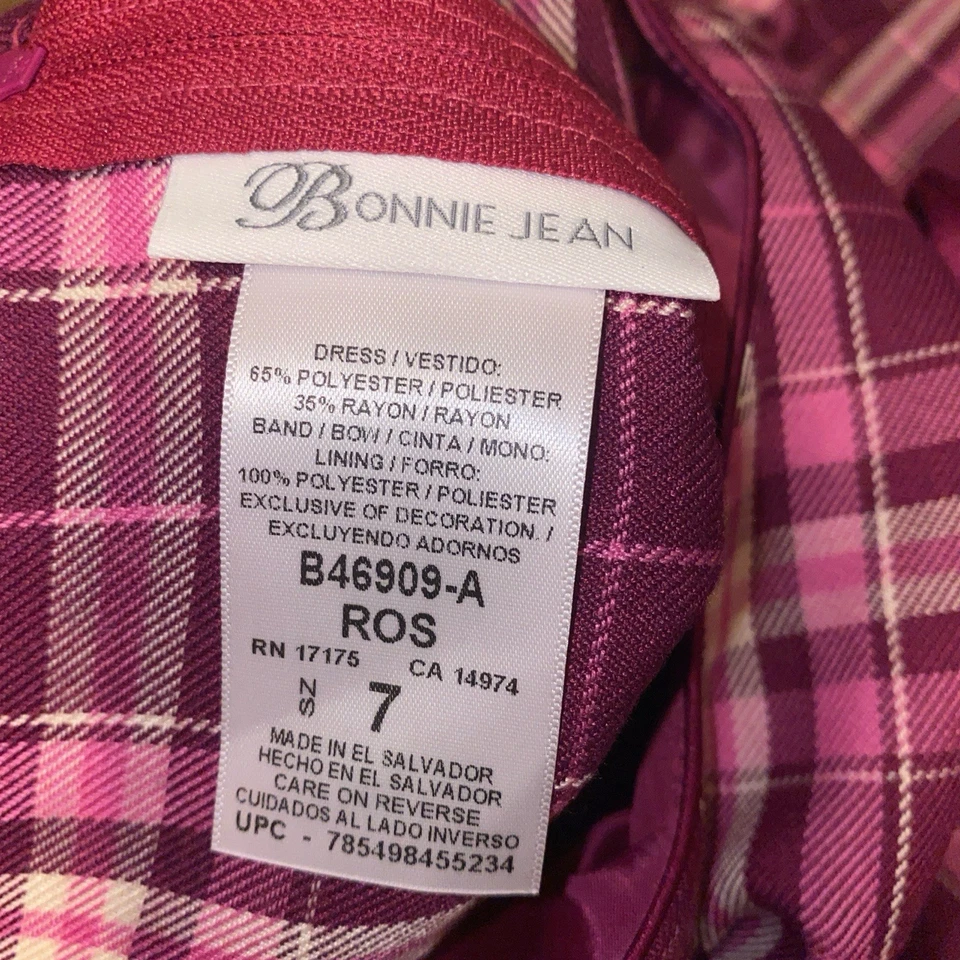 BONNIE JEAN
DRESS / VESTIDO:
65% POLYESTER / POLIESTER
35% RAYON / RAYON
BAND / BOW / CINTA / MONO:
LINING / FORRO:
100% POLYESTER / POLIESTER
EXCLUSIVE OF DECORATION. /
EXCLUYENDO ADORNOS
B46909-A
ROS
RN 17175 CA 14974
SZ 7
MADE IN EL SALVADOR
HECHO EN EL SALVADOR
CARE ON REVERSE
CUIDADOS AL LADO INVERSO
UPC - 785498455234